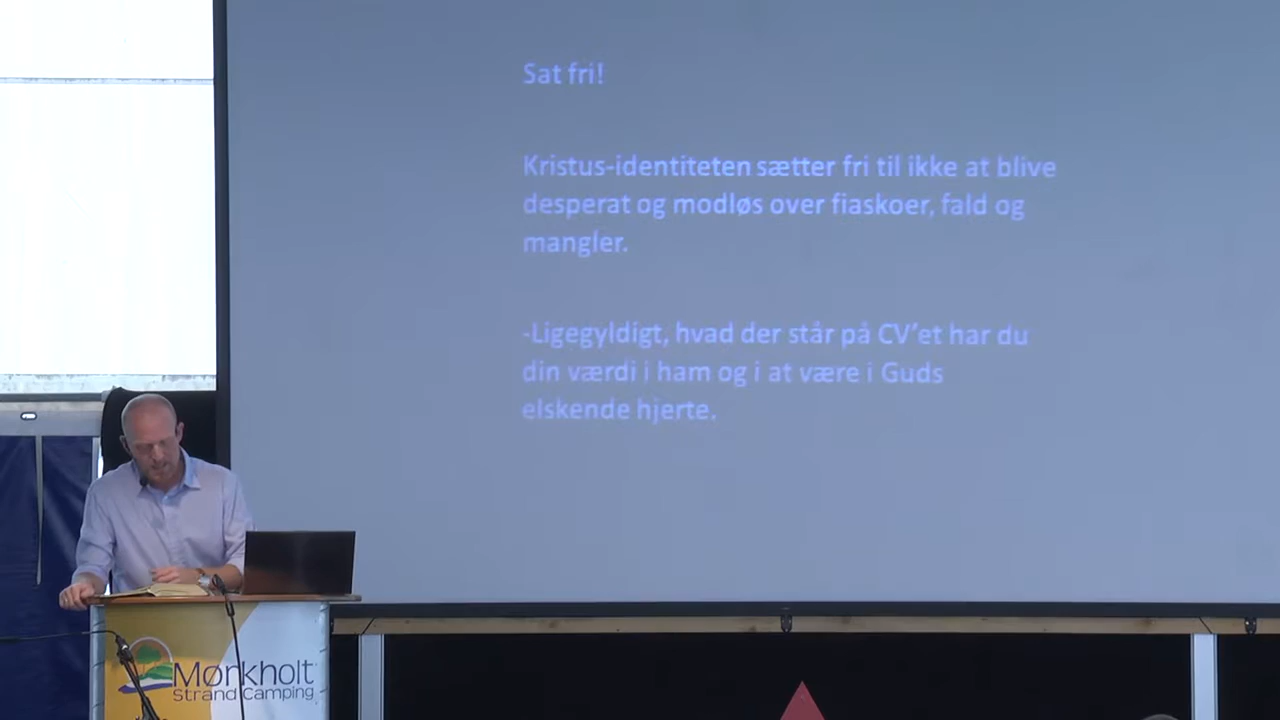 Sat fri!
Kristus-identiteten sætter fri til ikke at blive
desperat og modløs over fiaskoer, fald og
mangler.
-Ligegyldigt, hvad der står på CV'et har du
din værdi i ham og i at være i Guds
elskende hjerte.
Mørkholt
Strand Camping